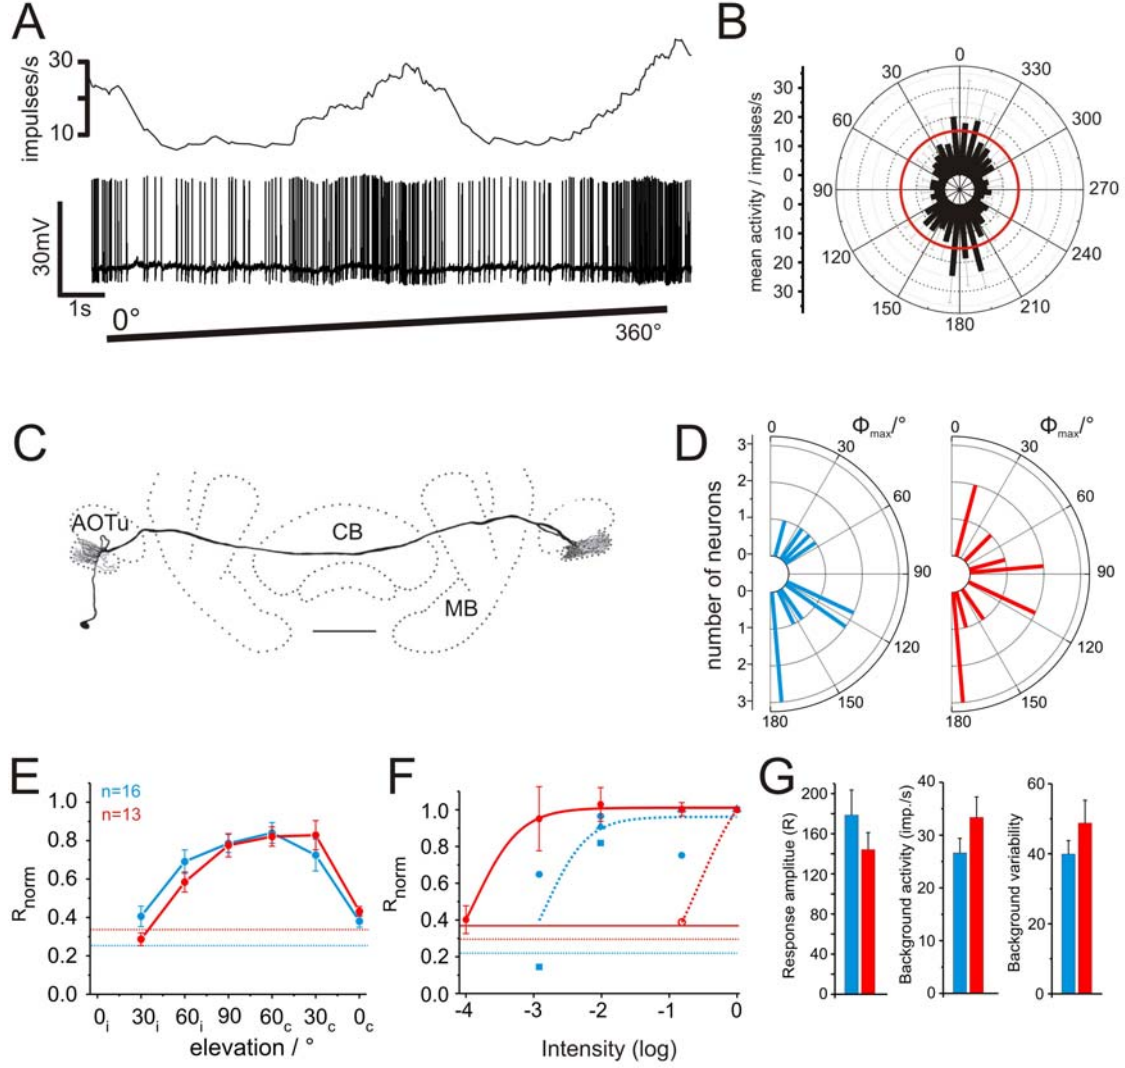 A
impulses/s
30
10
30mV
1s
0°
360°
B
mean activity / impulses/s
30
20
10
0
0
10
20
30
0
330
300
270
240
210
180
150
120
90
60
30
C
AOTu
CB
MB
D
number of neurons
3
2
1
0
0
1
2
3
Φmax/°
0
30
60
90
120
150
180
Φmax/°
0
30
60
90
120
150
180
E
n=16
n=13
Rnorm
1.0
0.8
0.6
0.4
0.2
0.0
0i 30i 60i 90 60c 30c 0c
elevation / °
F
Rnorm
1.0
0.8
0.6
0.4
0.2
0.0
-4 -3 -2 -1 0
Intensity (log)
G
Response amplitue (R)
200
160
120
80
40
0
Background activity (imp./s)
40
30
20
10
0
Background variability
60
40
20
0